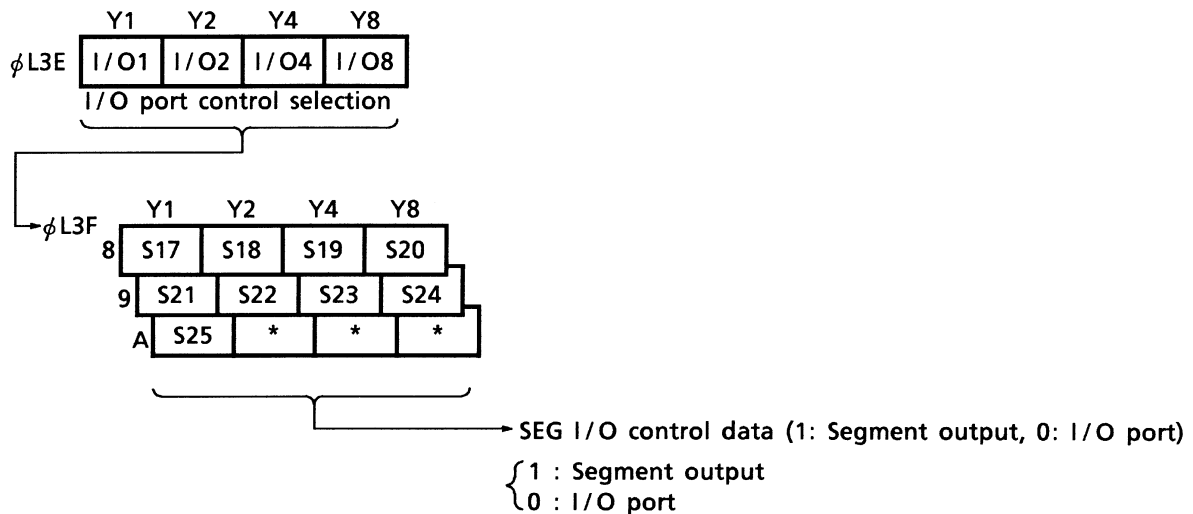 Y1 Y2 Y4 Y8
ϕL3E I/O1 I/O2 I/O4 I/O8
I/O port control selection
Y1 Y2 Y4 Y8
ϕL3F
8 S17 S18 S19 S20
9 S21 S22 S23 S24
A S25 * * *
SEG I/O control data (1: Segment output, 0: I/O port)
1 : Segment output
0 : I/O port